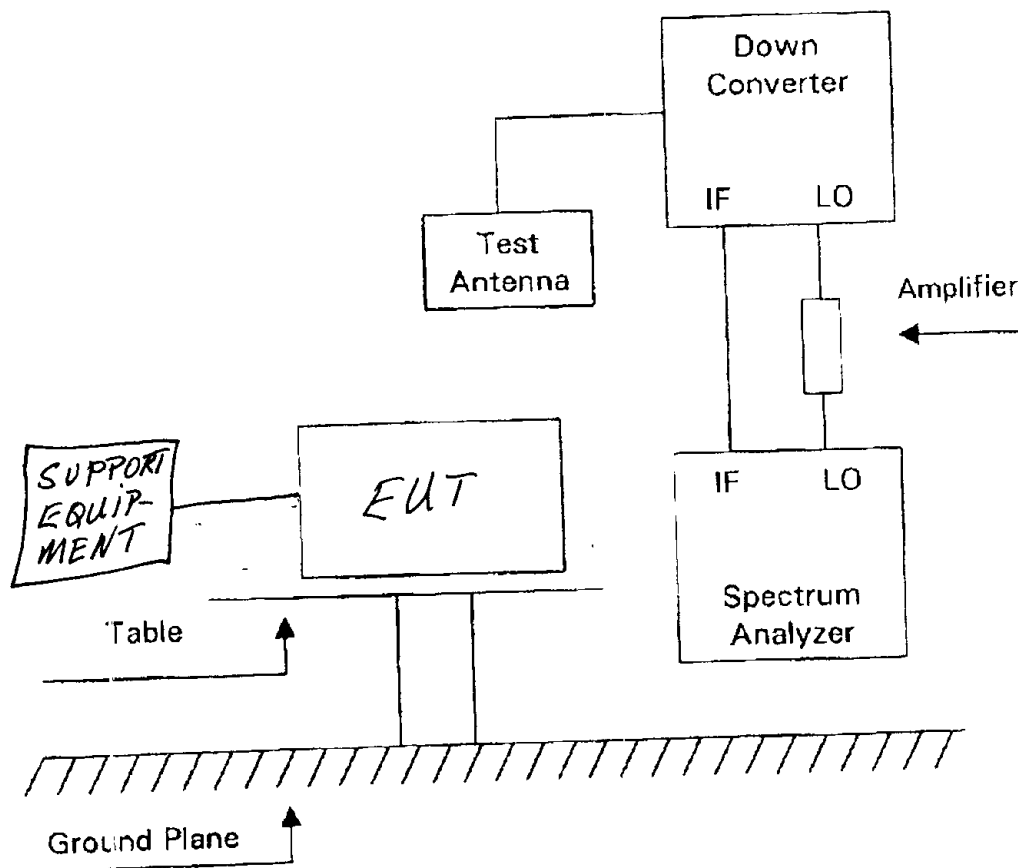 Down
Converter
IF LO
Test
Antenna
Amplifier
SUPPORT
EQUIP-
MENT
EUT
IF LO
Spectrum
Analyzer
Table
Ground Plane